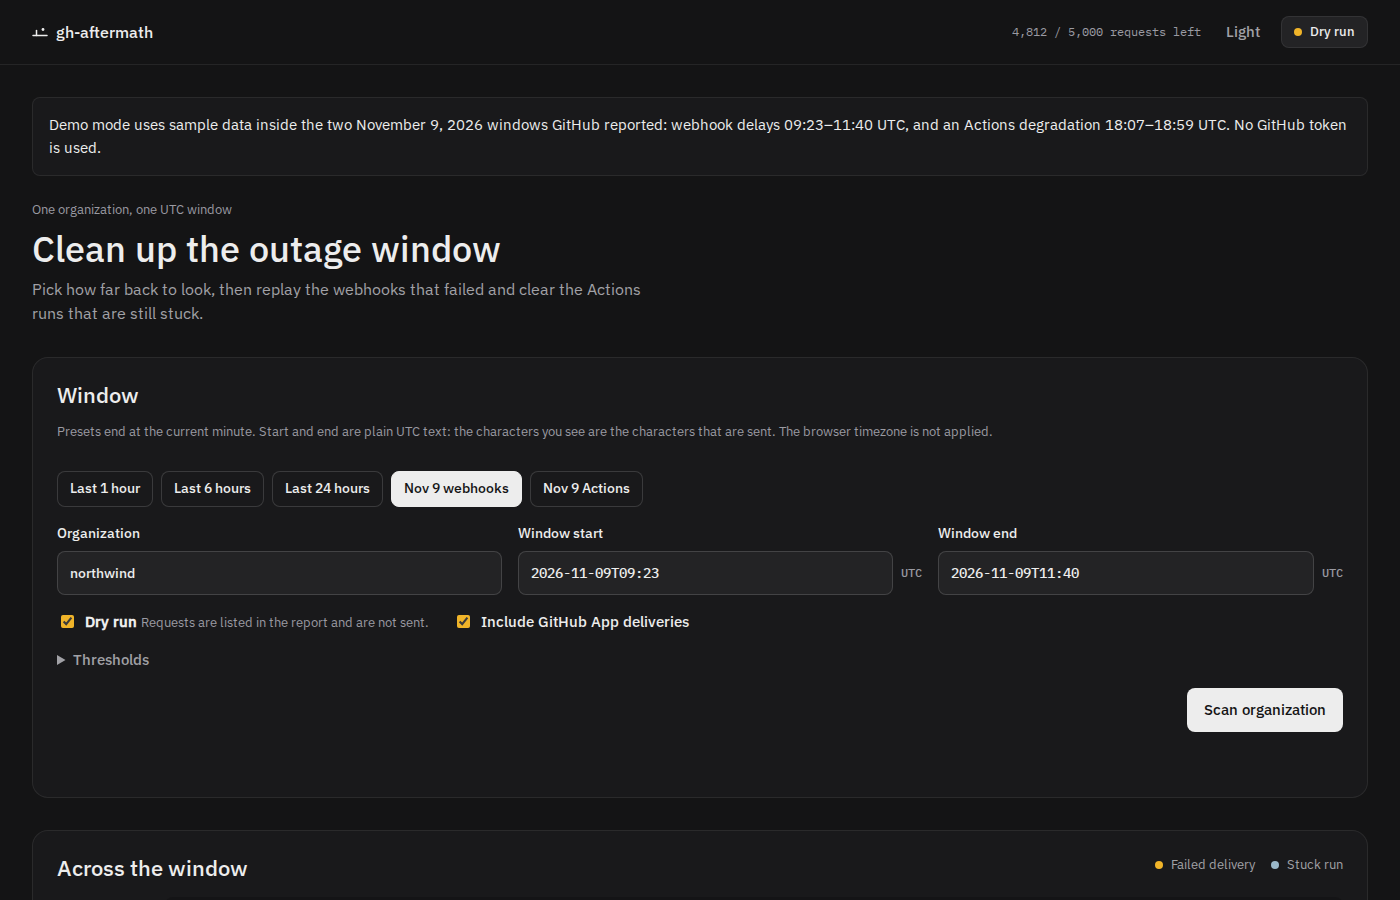 gh-aftermath
4,812 / 5,000 requests left
Light
Dry run
Demo mode uses sample data inside the two November 9, 2026 windows GitHub reported: webhook delays 09:23–11:40 UTC, and an Actions degradation 18:07–18:59 UTC. No GitHub token
is used.
One organization, one UTC window
Clean up the outage window
Pick how far back to look, then replay the webhooks that failed and clear the Actions
runs that are still stuck.
Window
Presets end at the current minute. Start and end are plain UTC text: the characters you see are the characters that are sent. The browser timezone is not applied.
Last 1 hour
Last 6 hours
Last 24 hours
Nov 9 webhooks
Nov 9 Actions
Organization
Window start
Window end
northwind
2026-11-09T09:23
UTC
2026-11-09T11:40
UTC
Dry run Requests are listed in the report and are not sent.
Include GitHub App deliveries
Thresholds
Scan organization
Across the window
Failed delivery
Stuck run